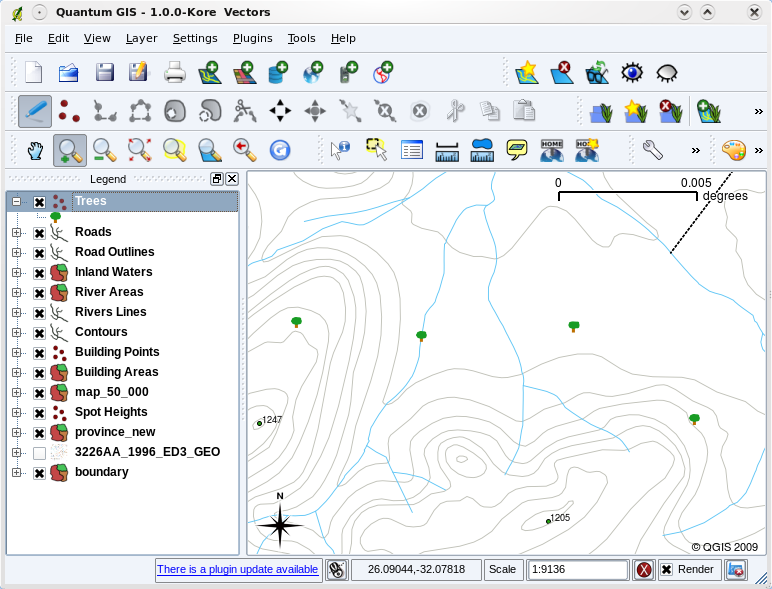 Quantum GIS - 1.0.0-Kore Vectors
File Edit View Layer Settings Plugins Tools Help
HOME HOME
Legend
Trees
Roads
Road Outlines
Inland Waters
River Areas
Rivers Lines
Contours
Building Points
Building Areas
map_50_000
Spot Heights
province_new
3226AA_1996_ED3_GEO
boundary
0 0.005
degrees
1247
1205
N
© QGIS 2009
There is a plugin update available 26.09044,-32.07818 Scale 1:9136 Render